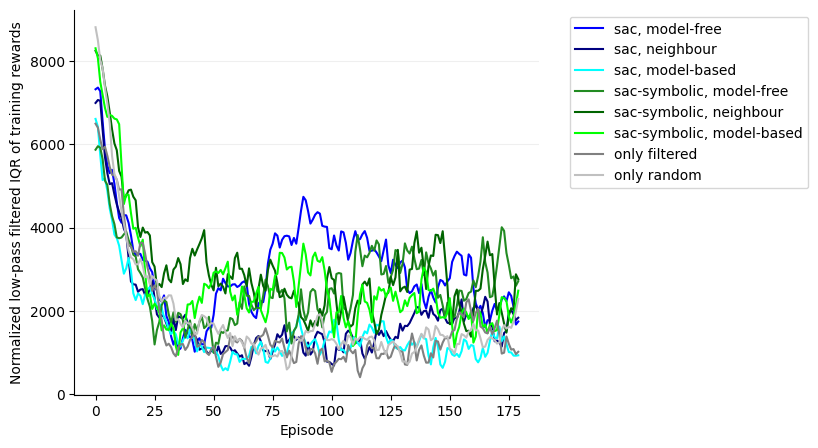 Normalized low-pass filtered IQR of training rewards
8000
6000
4000
2000
0
0 25 50 75 100 125 150 175
Episode
sac, model-free
sac, neighbour
sac, model-based
sac-symbolic, model-free
sac-symbolic, neighbour
sac-symbolic, model-based
only filtered
only random